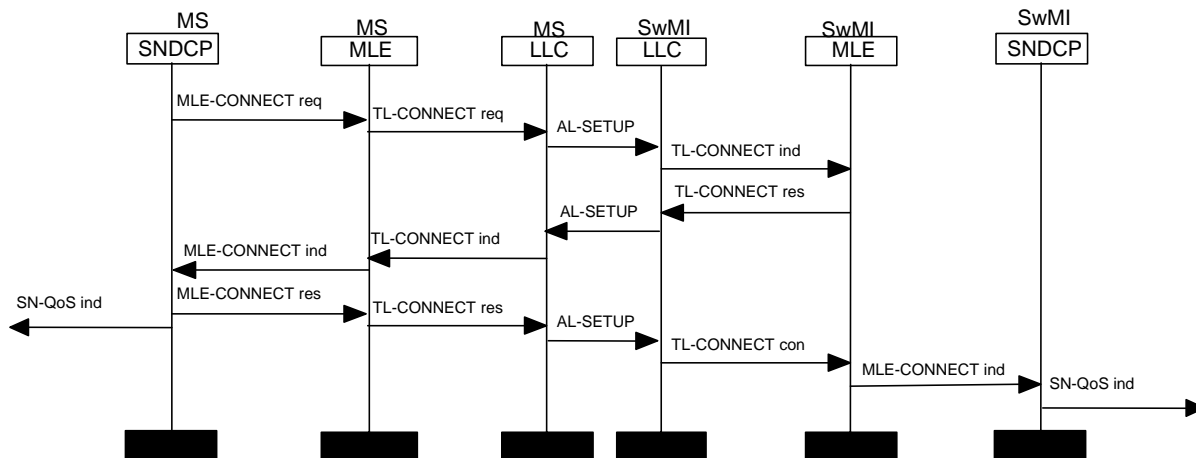 MS
MS
MS
SwMI
SwMI
SwMI
SNDCP
MLE
LLC
LLC
MLE
SNDCP
MLE-CONNECT req
TL-CONNECT req
AL-SETUP
TL-CONNECT ind
TL-CONNECT res
AL-SETUP
TL-CONNECT ind
MLE-CONNECT ind
MLE-CONNECT res
SN-QoS ind
TL-CONNECT res
AL-SETUP
TL-CONNECT con
MLE-CONNECT ind
SN-QoS ind